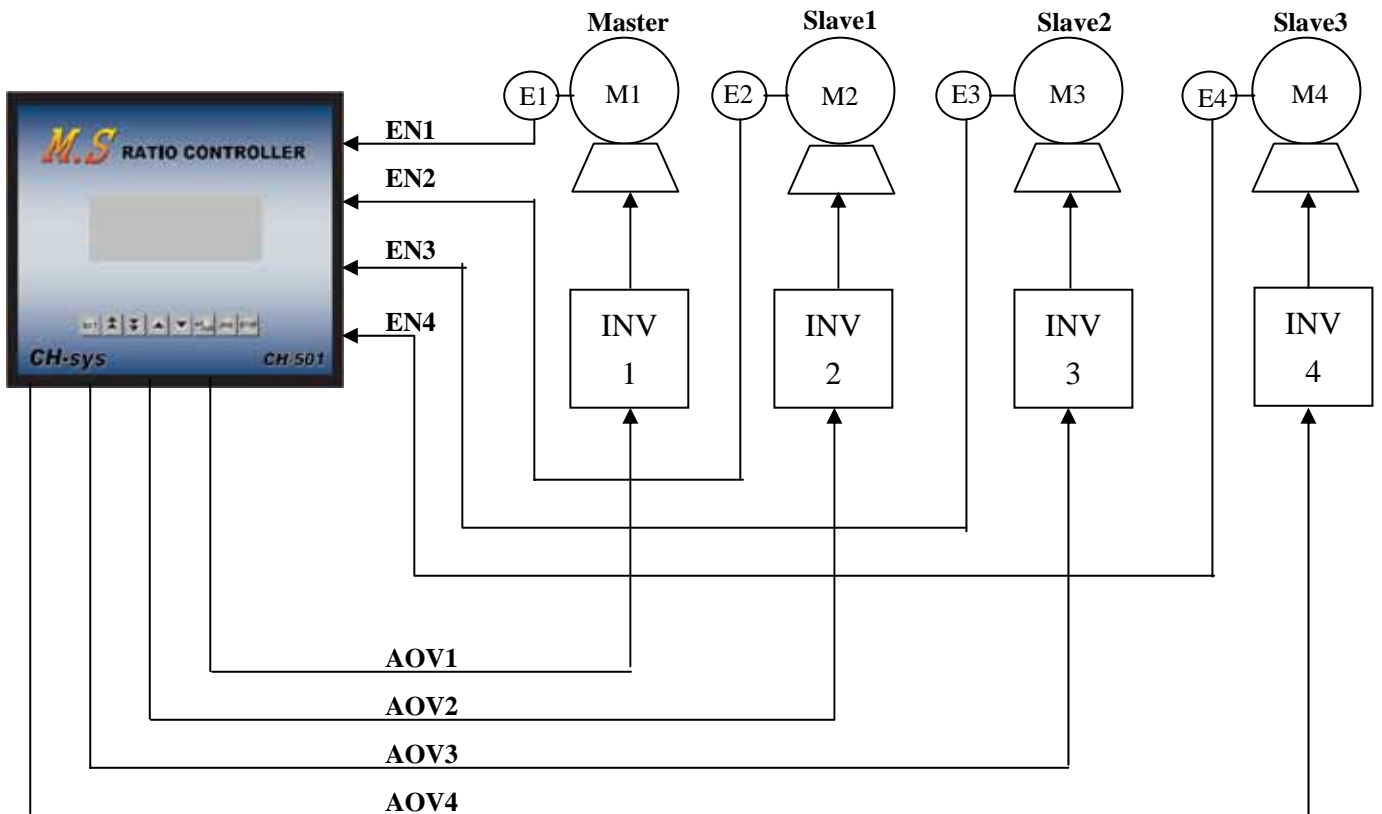 Master
Slave1
Slave2
Slave3
E1
M1
E2
M2
E3
M3
E4
M4
M.S RATIO CONTROLLER
EN1
EN2
EN3
EN4
CH-sys
CH-501
INV
1
INV
2
INV
3
INV
4
AOV1
AOV2
AOV3
AOV4